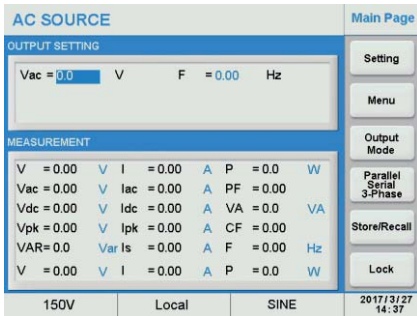 AC SOURCE
Main Page
OUTPUT SETTING
Vac = 0.0 V F = 0.00 Hz
MEASUREMENT
V = 0.00 V I = 0.00 A P = 0.0 W
Vac = 0.00 V Iac = 0.00 A PF = 0.00
Vdc = 0.00 V Idc = 0.00 A VA = 0.0 VA
Vpk = 0.00 V Ipk = 0.00 A CF = 0.00
VAR= 0.0 Var Is = 0.00 A F = 0.00 Hz
V = 0.00 V I = 0.00 A P = 0.0 W
Setting
Menu
Output
Mode
Parallel
Serial
3-Phase
Store/Recall
Lock
150V Local SINE
2017/3/27
14:37